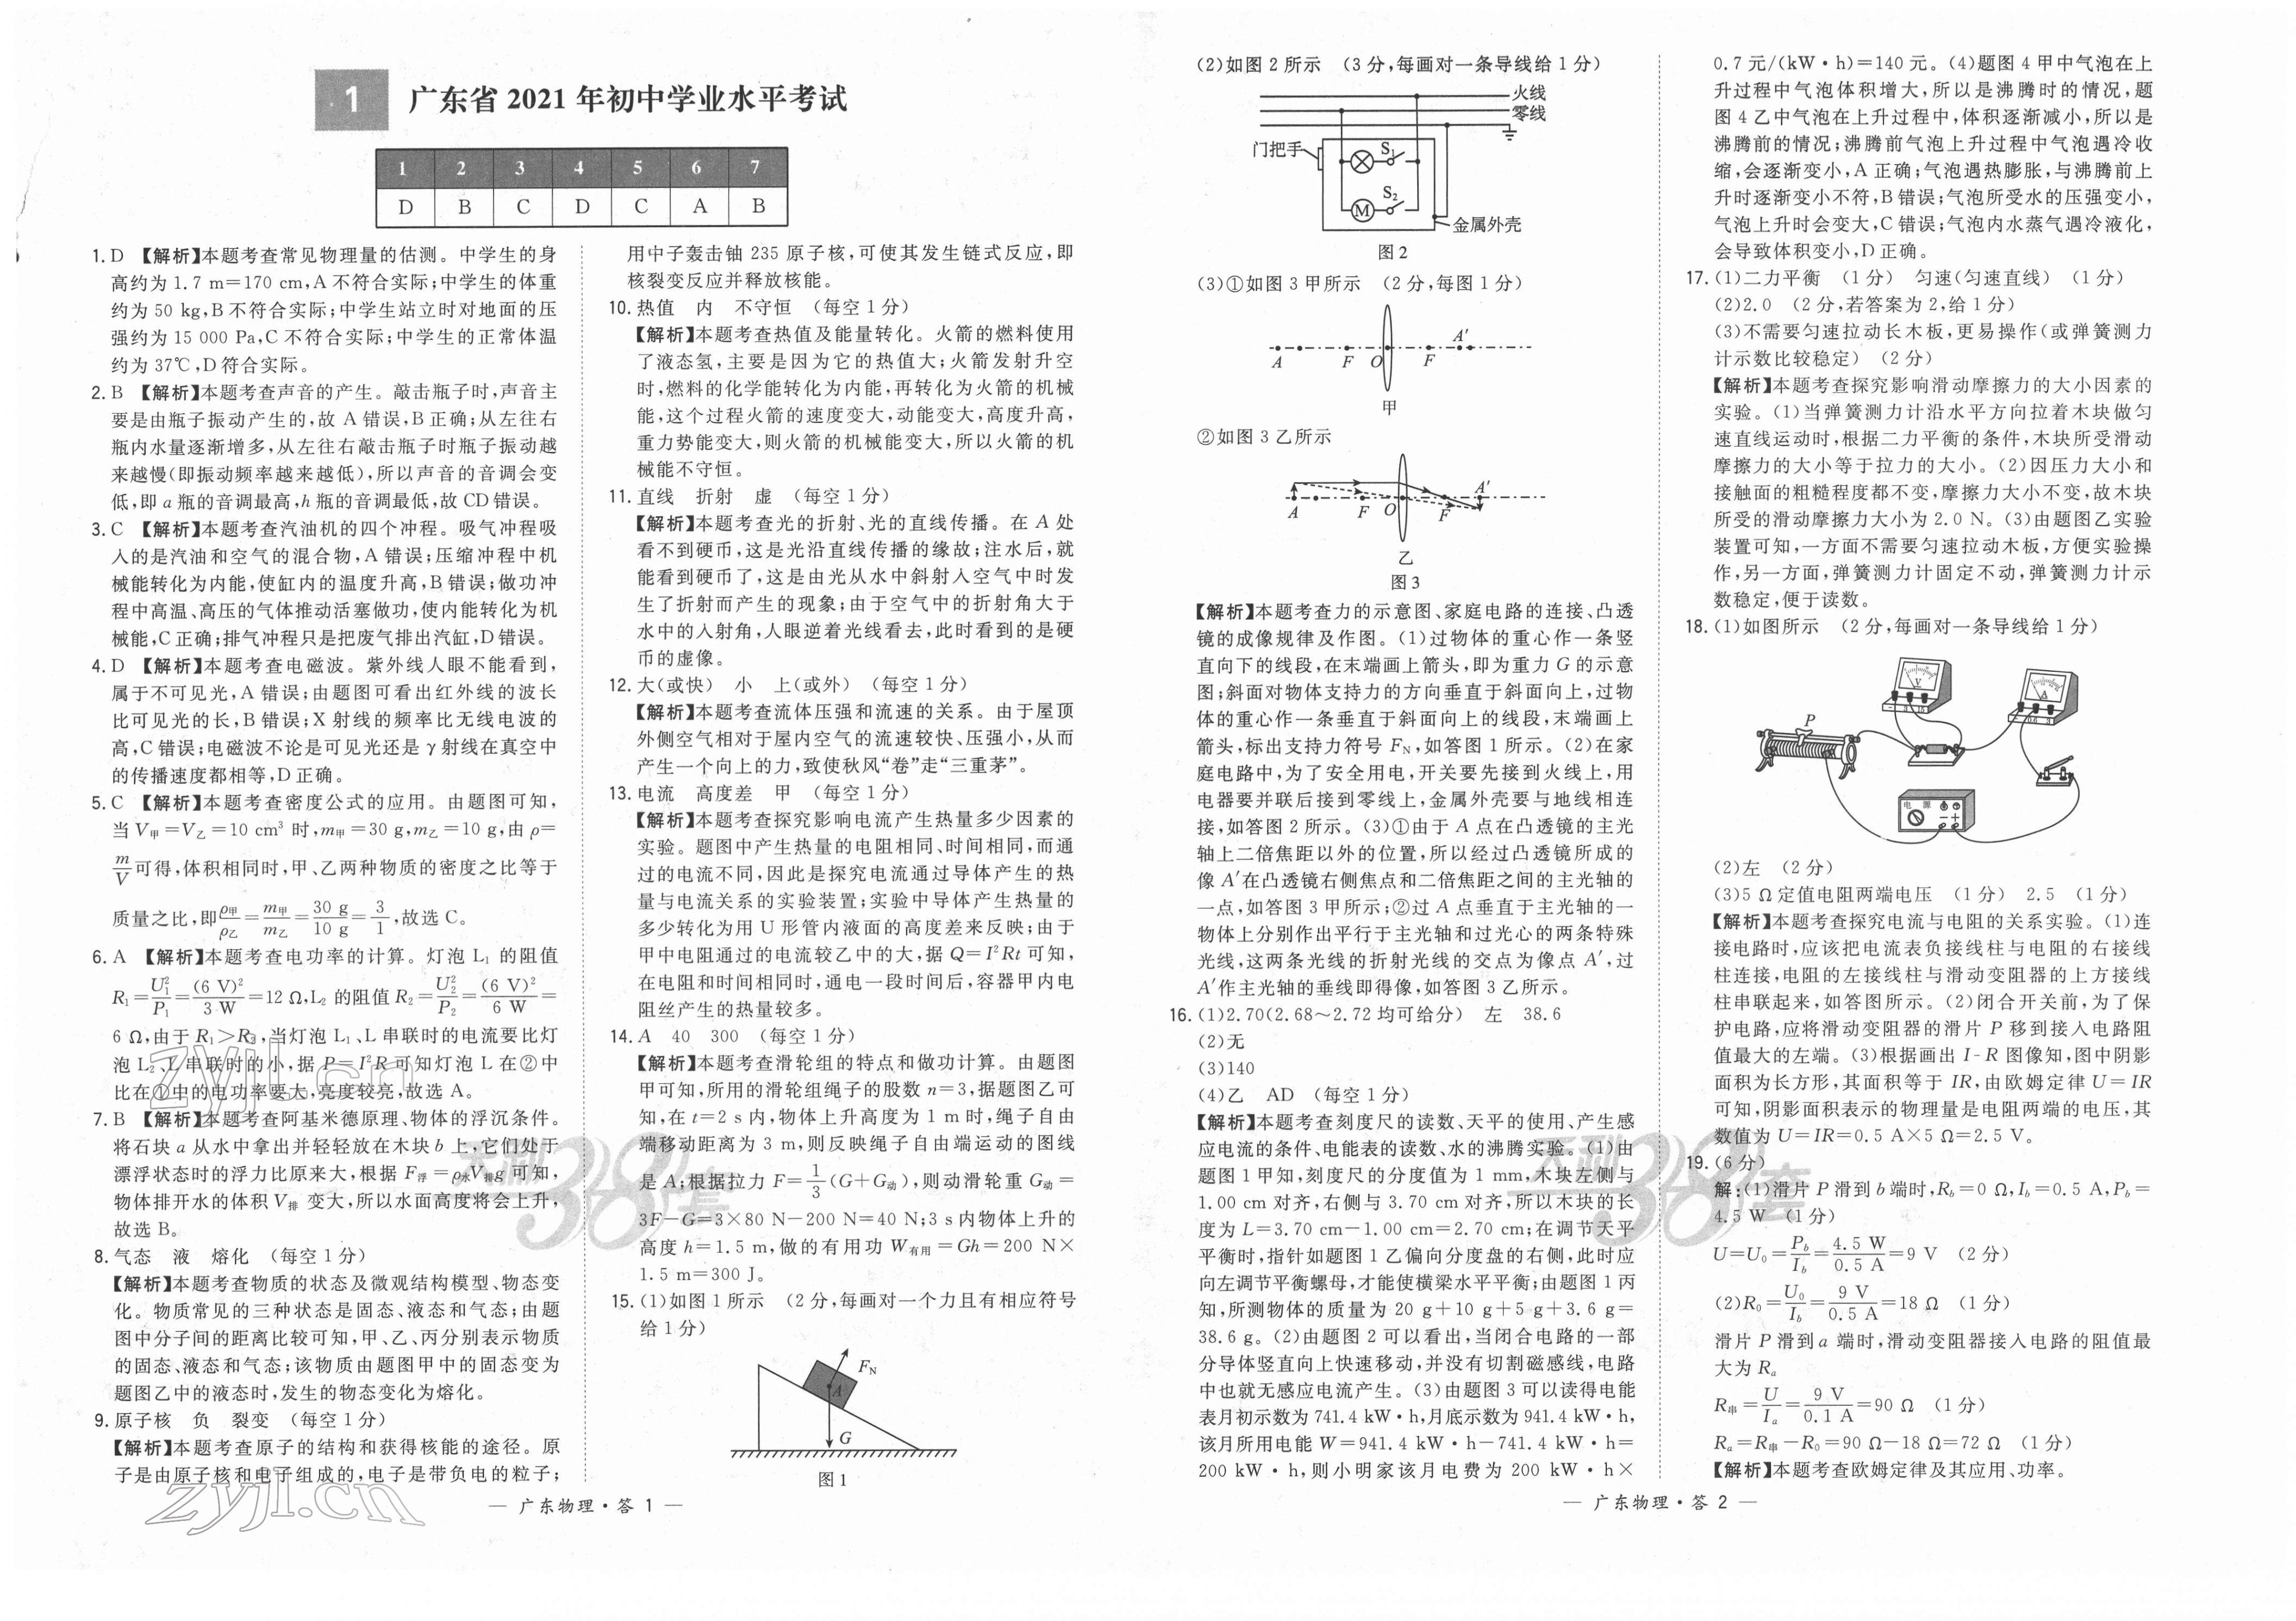 1 广东省 2021 年初中学业水平考试
1 2 3 4 5 6 7
D B C D C A B
1. D 【解析】本题考查常见物理量的估测。中学生的身
高约为 1.7 m=170 cm,A 不符合实际;中学生的体重
约为 50 kg,B 不符合实际;中学生站立时对地面的压
强约为 15 000 Pa,C 不符合实际;中学生的正常体温
约为 37℃,D 符合实际。
2. B 【解析】本题考查声音的产生。敲击瓶子时,声音主
要是由瓶子振动产生的,故 A 错误,B 正确;从左往右
瓶内水量逐渐增多,从左往右敲击瓶子时瓶子振动越
来越慢(即振动频率越来越低),所以声音的音调会变
低,即 a 瓶的音调最高,h 瓶的音调最低,故 CD 错误。
3. C 【解析】本题考查汽油机的四个冲程。吸气冲程吸
入的是汽油和空气的混合物,A 错误;压缩冲程中机
械能转化为内能,使缸内的温度升高,B 错误;做功冲
程中高温、高压的气体推动活塞做功,使内能转化为机
械能,C 正确;排气冲程只是把废气排出汽缸,D 错误。
4. D 【解析】本题考查电磁波。紫外线人眼不能看到,
属于不可见光,A 错误;由题图可看出红外线的波长
比可见光的长,B 错误;X 射线的频率比无线电波的
高,C 错误;电磁波不论是可见光还是 γ 射线在真空中
的传播速度都相等,D 正确。
5. C 【解析】本题考查密度公式的应用。由题图可知,
当 V甲=V乙=10 cm³ 时,m甲=30 g,m乙=10 g,由 ρ=
m/V 可得,体积相同时,甲、乙两种物质的密度之比等于
质量之比,即 ρ甲/ρ乙=m甲/m乙=30 g/10 g=3/1,故选 C。
6. A 【解析】本题考查电功率的计算。灯泡 L₁ 的阻值
R₁=U₁²/P₁=(6 V)²/3 W=12 Ω,L₂ 的阻值 R₂=U₂²/P₂=(6 V)²/6 W=
6 Ω,由于 R₁>R₂,当灯泡 L₁、L 串联时的电流要比灯
泡 L₂、L 串联时的小,据 P=I²R 可知灯泡 L 在②中
比在①中的电功率要大,亮度较亮,故选 A。
7. B 【解析】本题考查阿基米德原理、物体的浮沉条件。
将石块 a 从水中拿出并轻轻放在木块 b 上,它们处于
漂浮状态时的浮力比原来大,根据 F浮=ρ水V排g 可知,
物体排开水的体积 V排 变大,所以水面高度将会上升,
故选 B。
8. 气态 液 熔化 (每空 1 分)
【解析】本题考查物质的状态及微观结构模型、物态变
化。物质常见的三种状态是固态、液态和气态;由题
图中分子间的距离比较可知,甲、乙、丙分别表示物质
的固态、液态和气态;该物质由题图甲中的固态变为
题图乙中的液态时,发生的物态变化为熔化。
9. 原子核 负 裂变 (每空 1 分)
【解析】本题考查原子的结构和获得核能的途径。原
子是由原子核和电子组成的,电子是带负电的粒子;
用中子轰击铀 235 原子核,可使其发生链式反应,即
核裂变反应并释放核能。
10. 热值 内 不守恒 (每空 1 分)
【解析】本题考查热值及能量转化。火箭的燃料使用
了液态氢,主要是因为它的热值大;火箭发射升空
时,燃料的化学能转化为内能,再转化为火箭的机械
能,这个过程火箭的速度变大,动能变大,高度升高,
重力势能变大,则火箭的机械能变大,所以火箭的机
械能不守恒。
11. 直线 折射 虚 (每空 1 分)
【解析】本题考查光的折射、光的直线传播。在 A 处
看不到硬币,这是光沿直线传播的缘故;注水后,就
能看到硬币了,这是由光从水中斜射入空气中时发
生了折射而产生的现象;由于空气中的折射角大于
水中的入射角,人眼逆着光线看去,此时看到的是硬
币的虚像。
12. 大(或快) 小 上(或外) (每空 1 分)
【解析】本题考查流体压强和流速的关系。由于屋顶
外侧空气相对于屋内空气的流速较快、压强小,从而
产生一个向上的力,致使秋风“卷”走“三重茅”。
13. 电流 高度差 甲 (每空 1 分)
【解析】本题考查探究影响电流产生热量多少因素的
实验。题图中产生热量的电阻相同、时间相同,而通
过的电流不同,因此是探究电流通过导体产生的热
量与电流关系的实验装置;实验中导体产生热量的
多少转化为用 U 形管内液面的高度差来反映;由于
甲中电阻通过的电流较乙中的大,据 Q=I²Rt 可知,
在电阻和时间相同时,通电一段时间后,容器甲内电
阻丝产生的热量较多。
14. A 40 300 (每空 1 分)
【解析】本题考查滑轮组的特点和做功计算。由题图
甲可知,所用的滑轮组绳子的股数 n=3,据题图乙可
知,在 t=2 s 内,物体上升高度为 1 m 时,绳子自由
端移动距离为 3 m,则反映绳子自由端运动的图线
是 A;根据拉力 F=1/3(G+G动),则动滑轮重 G动=
3F-G=3×80 N-200 N=40 N;3 s 内物体上升的
高度 h=1.5 m,做的有用功 W有用=Gh=200 N×
1.5 m=300 J。
15. (1)如图 1 所示 (2 分,每画对一个力且有相应符号
给 1 分)
FN
A
G
图 1
— 广东物理·答 1 —
(2)如图 2 所示 (3 分,每画对一条导线给 1 分)
火线
零线
门把手
S₁
S₂
M
金属外壳
图 2
(3)①如图 3 甲所示 (2 分,每图 1 分)
A F O F A′
甲
②如图 3 乙所示
A F O F A′
乙
图 3
【解析】本题考查力的示意图、家庭电路的连接、凸透
镜的成像规律及作图。(1)过物体的重心作一条竖
直向下的线段,在末端画上箭头,即为重力 G 的示意
图;斜面对物体支持力的方向垂直于斜面向上,过物
体的重心作一条垂直于斜面向上的线段,末端画上
箭头,标出支持力符号 FN,如答图 1 所示。(2)在家
庭电路中,为了安全用电,开关要先接到火线上,用
电器要并联后接到零线上,金属外壳要与地线相连
接,如答图 2 所示。(3)①由于 A 点在凸透镜的主光
轴上二倍焦距以外的位置,所以经过凸透镜所成的
像 A′在凸透镜右侧焦点和二倍焦距之间的主光轴的
一点,如答图 3 甲所示;②过 A 点垂直于主光轴的一
物体上分别作出平行于主光轴和过光心的两条特殊
光线,这两条光线的折射光线的交点为像点 A′,过
A′作主光轴的垂线即得像,如答图 3 乙所示。
16. (1)2.70(2.68～2.72 均可给分) 左 38.6
(2)无
(3)140
(4)乙 AD (每空 1 分)
【解析】本题考查刻度尺的读数、天平的使用、产生感
应电流的条件、电能表的读数、水的沸腾实验。(1)由
题图 1 甲知,刻度尺的分度值为 1 mm,木块左侧与
1.00 cm 对齐,右侧与 3.70 cm 对齐,所以木块的长
度为 L=3.70 cm-1.00 cm=2.70 cm;在调节天平
平衡时,指针如题图 1 乙偏向分度盘的右侧,此时应
向左调节平衡螺母,才能使横梁水平平衡;由题图 1 丙
知,所测物体的质量为 20 g+10 g+5 g+3.6 g=
38.6 g。(2)由题图 2 可以看出,当闭合电路的一部
分导体竖直向上快速移动,并没有切割磁感线,电路
中也就无感应电流产生。(3)由题图 3 可以读得电能
表月初示数为 741.4 kW·h,月底示数为 941.4 kW·h,
该月所用电能 W=941.4 kW·h-741.4 kW·h=
200 kW·h,则小明家该月电费为 200 kW·h×
0.7 元/(kW·h)=140 元。(4)题图 4 甲中气泡在上
升过程中气泡体积增大,所以是沸腾时的情况,题
图 4 乙中气泡在上升过程中,体积逐渐减小,所以是
沸腾前的情况;沸腾前气泡上升过程中气泡遇冷收
缩,会逐渐变小,A 正确;气泡遇热膨胀,与沸腾前上
升时逐渐变小不符,B 错误;气泡所受水的压强变小,
气泡上升时会变大,C 错误;气泡内水蒸气遇冷液化,
会导致体积变小,D 正确。
17. (1)二力平衡 (1 分) 匀速(匀速直线) (1 分)
(2)2.0 (2 分,若答案为 2,给 1 分)
(3)不需要匀速拉动长木板,更易操作(或弹簧测力
计示数比较稳定) (2 分)
【解析】本题考查探究影响滑动摩擦力的大小因素的
实验。(1)当弹簧测力计沿水平方向拉着木块做匀
速直线运动时,根据二力平衡的条件,木块所受滑动
摩擦力的大小等于拉力的大小。(2)因压力大小和
接触面的粗糙程度都不变,摩擦力大小不变,故木块
所受的滑动摩擦力大小为 2.0 N。(3)由题图乙实验
装置可知,一方面不需要匀速拉动木板,方便实验操
作,另一方面,弹簧测力计固定不动,弹簧测力计示
数稳定,便于读数。
18. (1)如图所示 (2 分,每画对一条导线给 1 分)
V
A
P
电 源
(2)左 (2 分)
(3)5 Ω 定值电阻两端电压 (1 分) 2.5 (1 分)
【解析】本题考查探究电流与电阻的关系实验。(1)连
接电路时,应该把电流表负接线柱与电阻的右接线
柱连接,电阻的左接线柱与滑动变阻器的上方接线
柱串联起来,如答图所示。(2)闭合开关前,为了保
护电路,应将滑动变阻器的滑片 P 移到接入电路阻
值最大的左端。(3)根据画出 I-R 图像知,图中阴影
面积为长方形,其面积等于 IR,由欧姆定律 U=IR
可知,阴影面积表示的物理量是电阻两端的电压,其
数值为 U=IR=0.5 A×5 Ω=2.5 V。
19. (6 分)
解:(1)滑片 P 滑到 b 端时,Rb=0 Ω,Ib=0.5 A,Pb=
4.5 W (1 分)
U=U₀=Pb/Ib=4.5 W/0.5 A=9 V (2 分)
(2)R₀=U₀/Ib=9 V/0.5 A=18 Ω (1 分)
滑片 P 滑到 a 端时,滑动变阻器接入电路的阻值最
大为 Ra
R串=U/Ia=9 V/0.1 A=90 Ω (1 分)
Ra=R串-R₀=90 Ω-18 Ω=72 Ω (1 分)
【解析】本题考查欧姆定律及其应用、功率。
— 广东物理·答 2 —
zyjl.cn
天利38套
天利38套
zyjl.cn